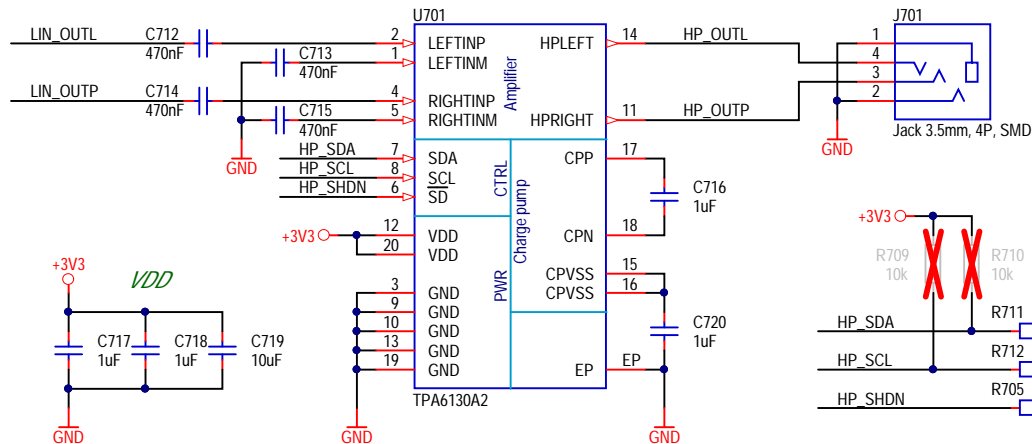 U701
J701
LIN_OUTL
C712
470nF
2
LEFTINP
HPLEFT
14
HP_OUTL
1
C713
470nF
1
LEFTINM
4
3
2
LIN_OUTP
C714
470nF
4
RIGHTINP
Amplifier
C715
470nF
5
RIGHTINM
HPRIGHT
11
HP_OUTP
GND
GND
Jack 3.5mm, 4P, SMD
HP_SDA
7
SDA
CTRL
CPP
17
HP_SCL
8
SCL
HP_SHDN
6
SD
Charge pump
C716
1uF
+3V3
12
VDD
20
VDD
CPN
18
+3V3
R709
10k
R710
10k
+3V3
VDD
PWR
CPVSS
15
CPVSS
16
3
GND
9
GND
10
GND
13
GND
19
GND
C717
1uF
C718
1uF
C719
10uF
C720
1uF
EP
EP
HP_SDA
R711
HP_SCL
R712
HP_SHDN
R705
TPA6130A2
GND
GND
GND